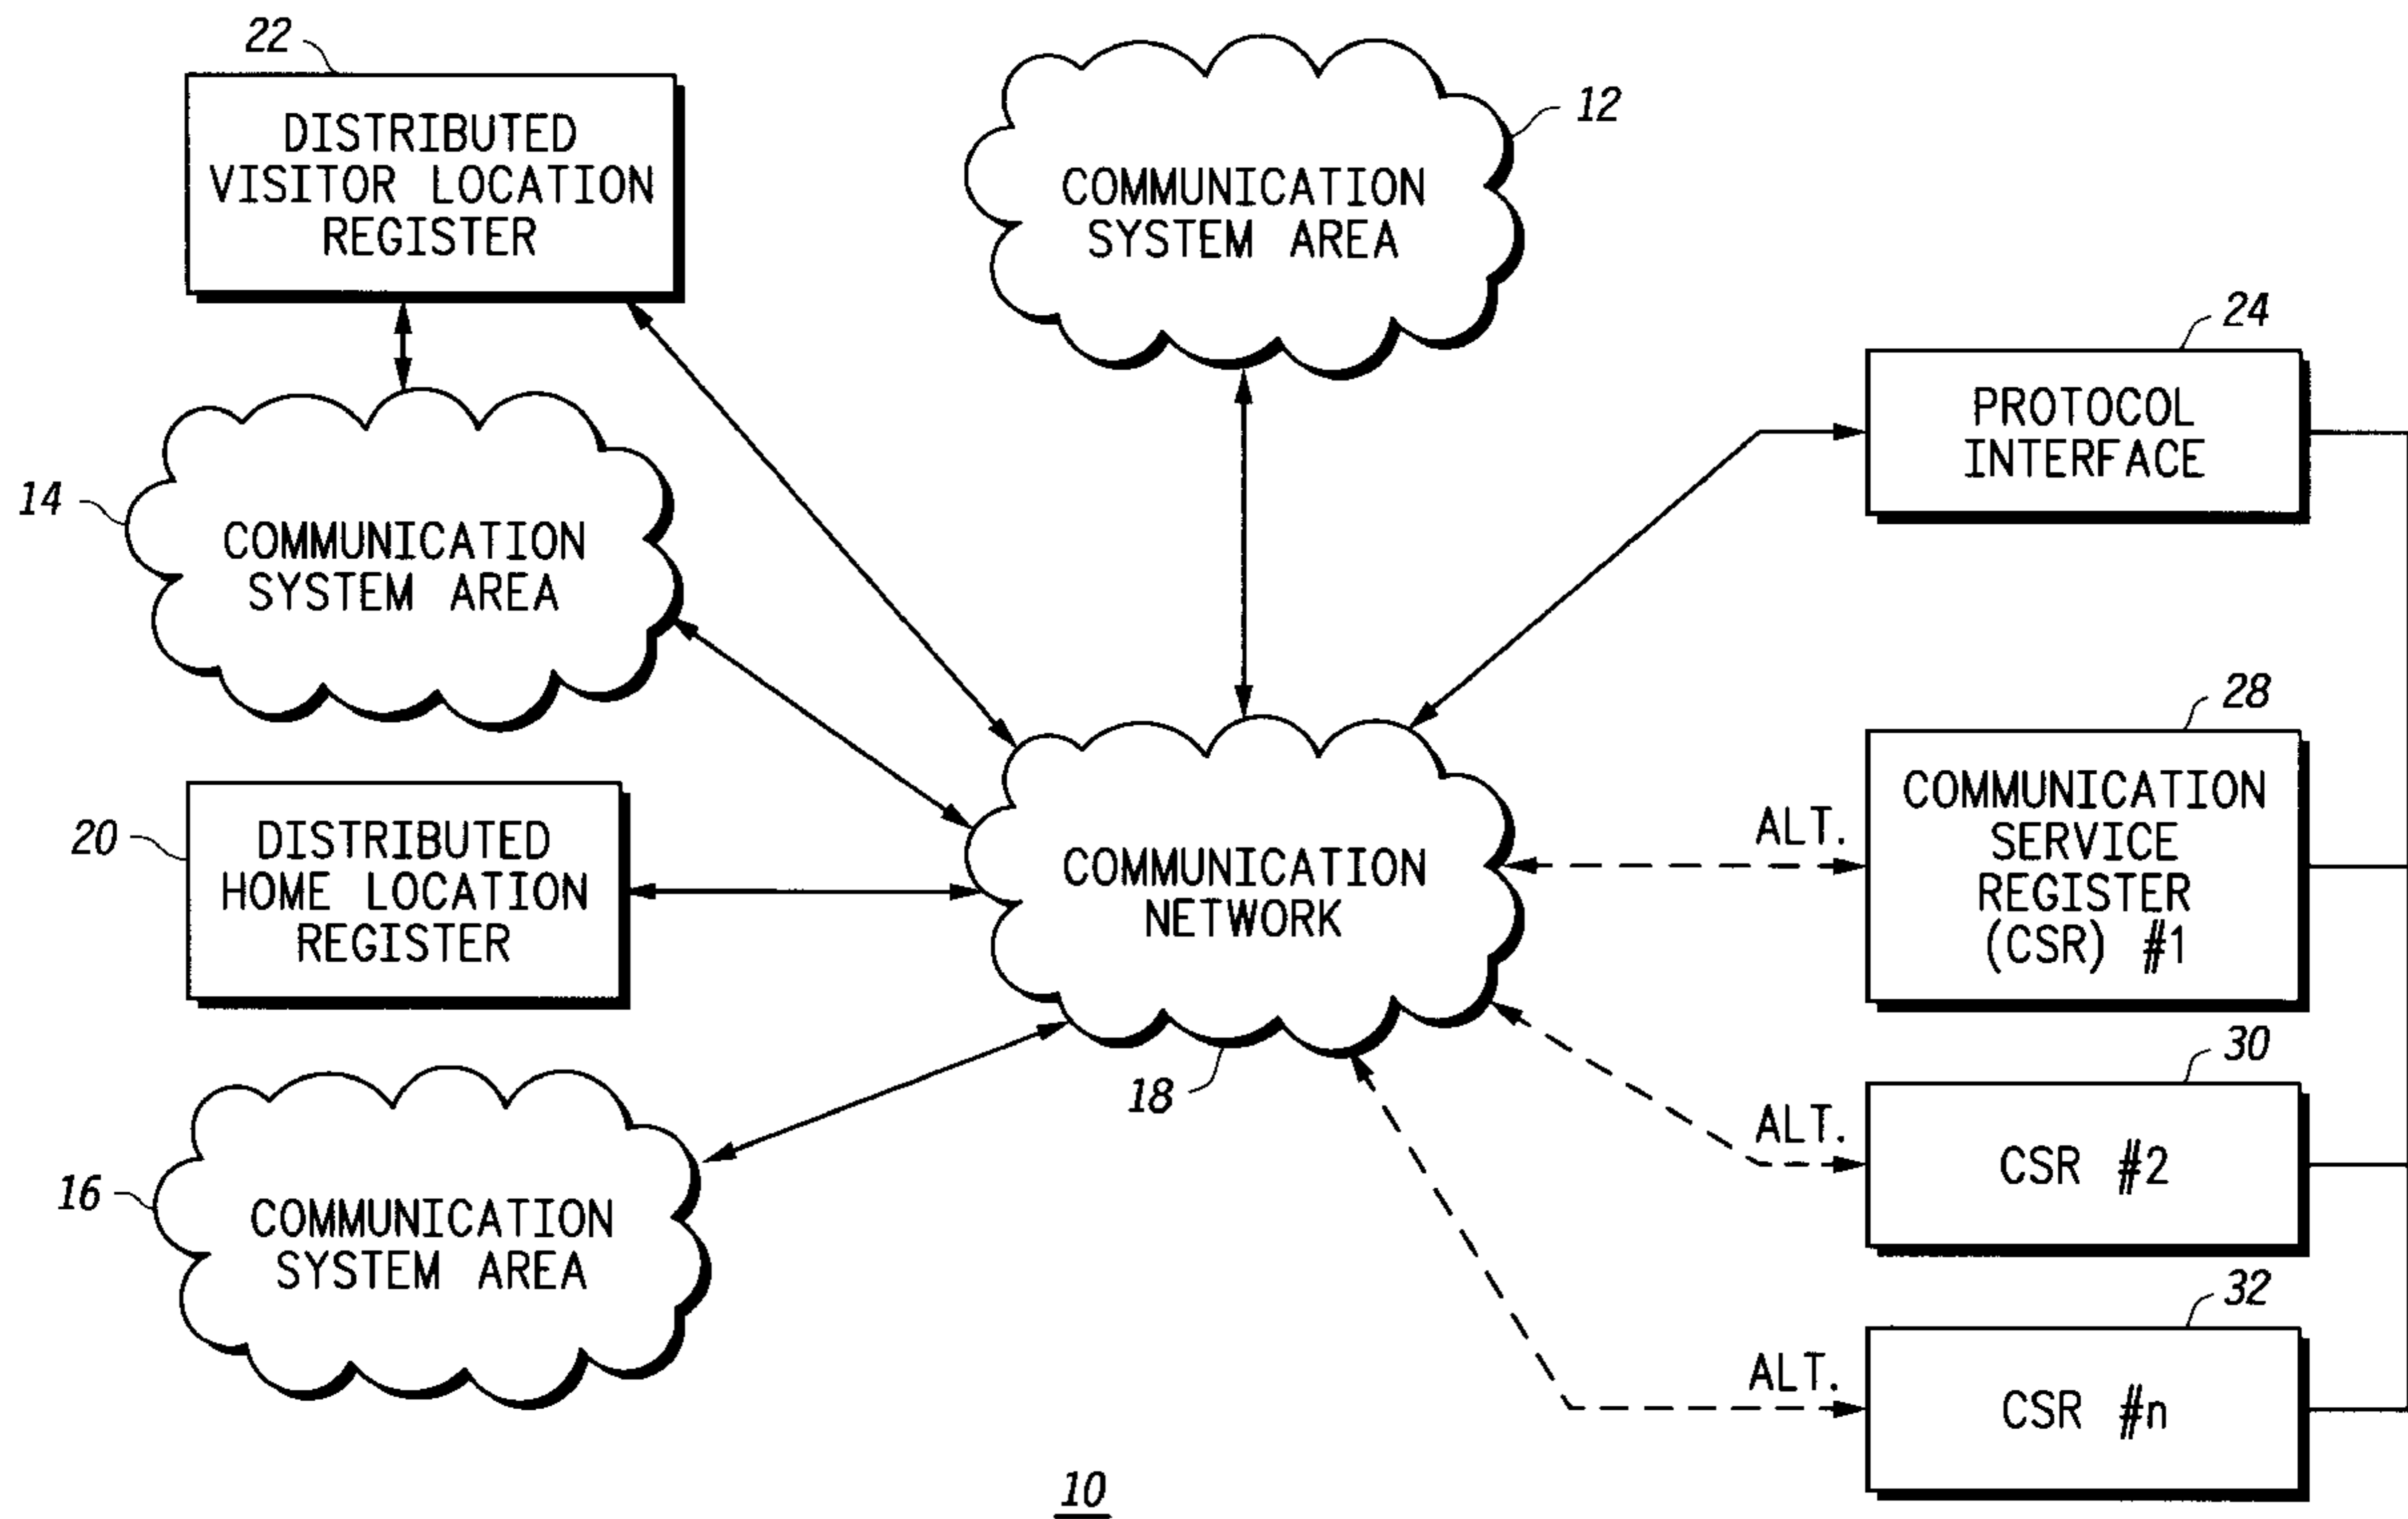 22
DISTRIBUTED
VISITOR LOCATION
REGISTER
12
COMMUNICATION
SYSTEM AREA
24
PROTOCOL
INTERFACE
14
COMMUNICATION
SYSTEM AREA
28
COMMUNICATION
SERVICE
REGISTER
(CSR) #1
ALT.
20
DISTRIBUTED
HOME LOCATION
REGISTER
COMMUNICATION
NETWORK
18
30
ALT.
CSR #2
16
COMMUNICATION
SYSTEM AREA
32
ALT.
CSR #n
10